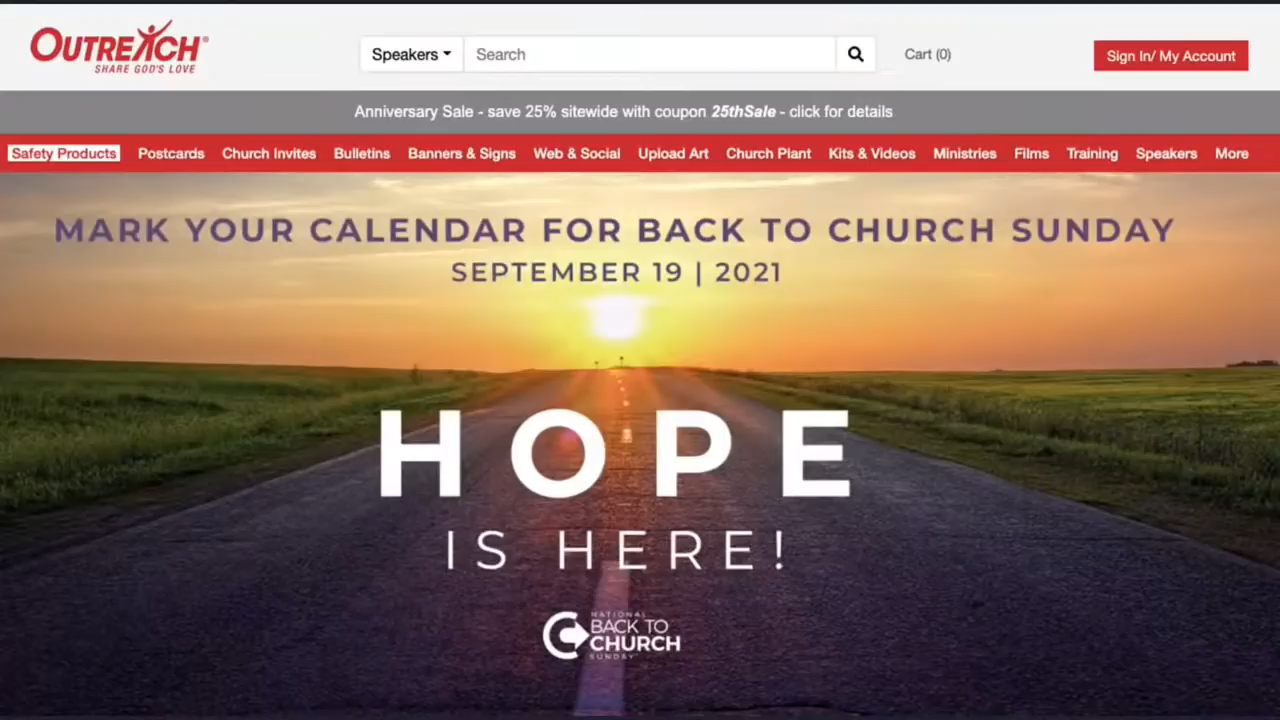 OUTREACH®
SHARE GOD'S LOVE
Speakers
Search
Cart (0)
Sign In/ My Account
Anniversary Sale - save 25% sitewide with coupon 25thSale - click for details
Safety Products Postcards Church Invites Bulletins Banners & Signs Web & Social Upload Art Church Plant Kits & Videos Ministries Films Training Speakers More
MARK YOUR CALENDAR FOR BACK TO CHURCH SUNDAY
SEPTEMBER 19 | 2021
HOPE
IS HERE!
NATIONAL
BACK TO
CHURCH
SUNDAY